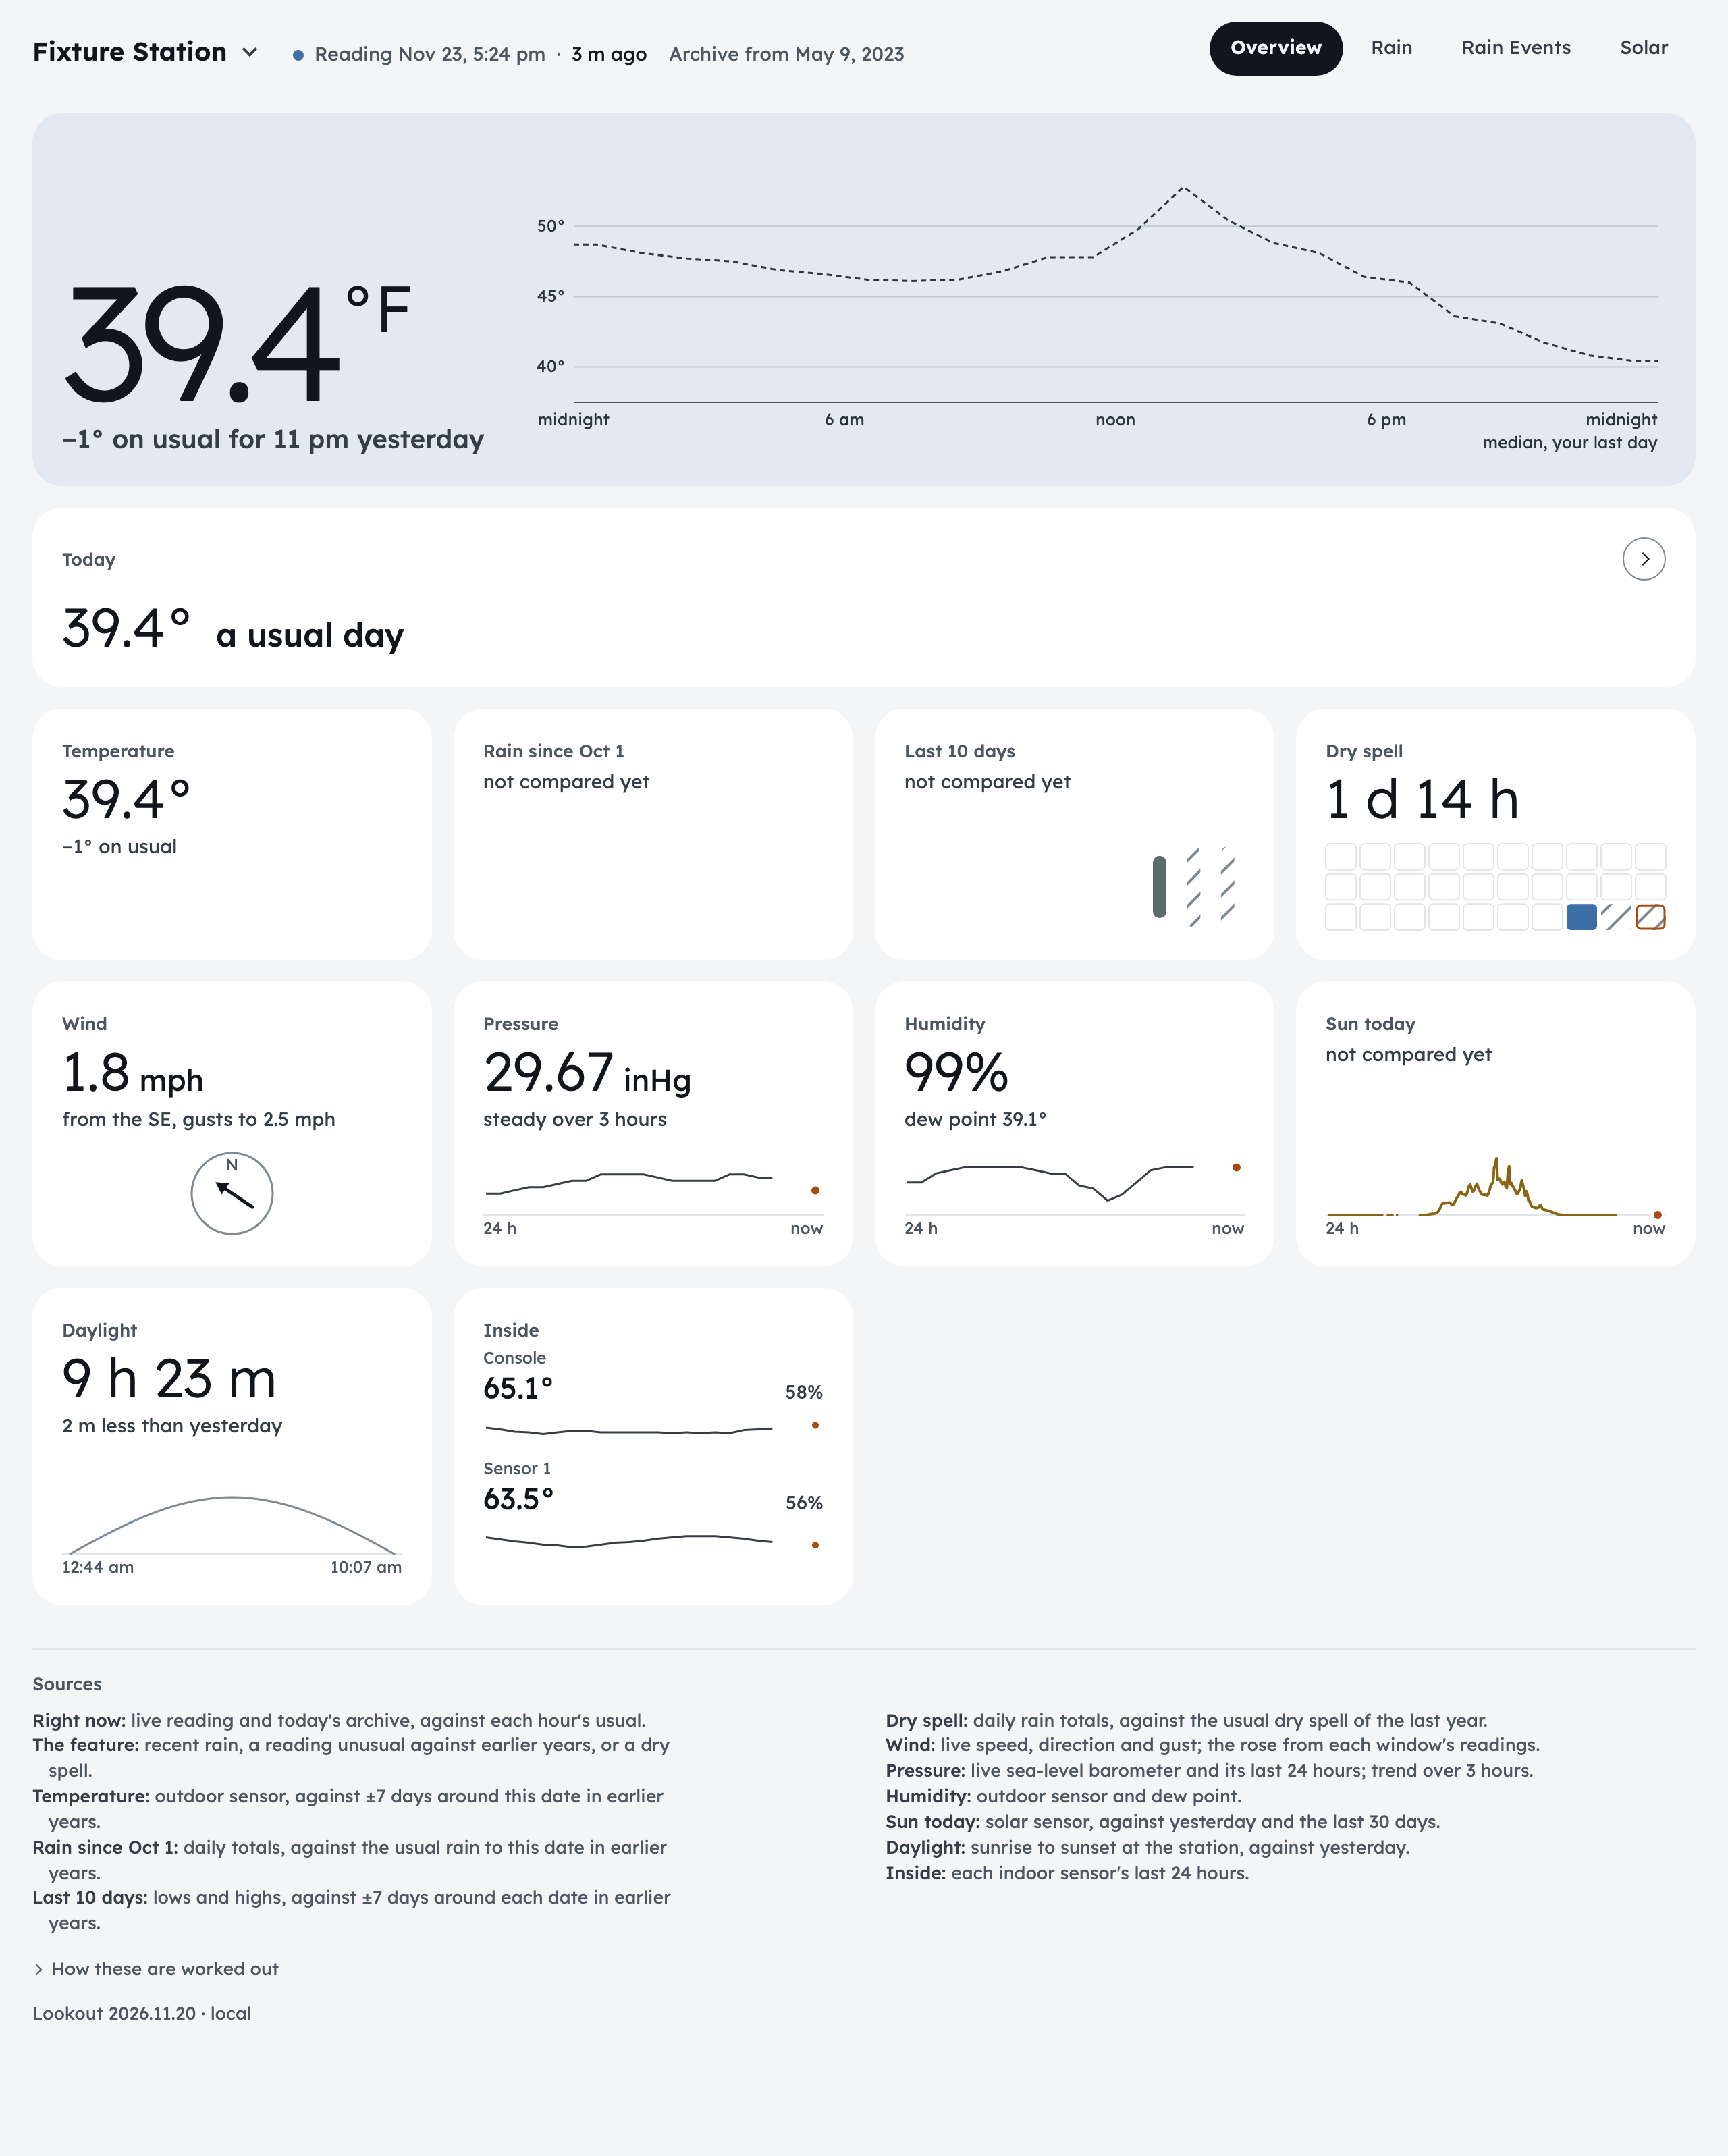 Fixture Station
Reading Nov 23, 5:24 pm · 3 m ago Archive from May 9, 2023
Overview Rain Rain Events Solar
50°
45°
40°
39.4°F
−1° on usual for 11 pm yesterday
midnight 6 am noon 6 pm midnight
median, your last day
Today
39.4° a usual day
Temperature
39.4°
−1° on usual
Rain since Oct 1
not compared yet
Last 10 days
not compared yet
Dry spell
1 d 14 h
Wind
1.8 mph
from the SE, gusts to 2.5 mph
N
Pressure
29.67 inHg
steady over 3 hours
24 h now
Humidity
99%
dew point 39.1°
24 h now
Sun today
not compared yet
24 h now
Daylight
9 h 23 m
2 m less than yesterday
12:44 am 10:07 am
Inside
Console
65.1° 58%
Sensor 1
63.5° 56%
Sources
Right now: live reading and today's archive, against each hour's usual.
The feature: recent rain, a reading unusual against earlier years, or a dry
spell.
Temperature: outdoor sensor, against ±7 days around this date in earlier
years.
Rain since Oct 1: daily totals, against the usual rain to this date in earlier
years.
Last 10 days: lows and highs, against ±7 days around each date in earlier
years.
Dry spell: daily rain totals, against the usual dry spell of the last year.
Wind: live speed, direction and gust; the rose from each window's readings.
Pressure: live sea-level barometer and its last 24 hours; trend over 3 hours.
Humidity: outdoor sensor and dew point.
Sun today: solar sensor, against yesterday and the last 30 days.
Daylight: sunrise to sunset at the station, against yesterday.
Inside: each indoor sensor's last 24 hours.
How these are worked out
Lookout 2026.11.20 · local